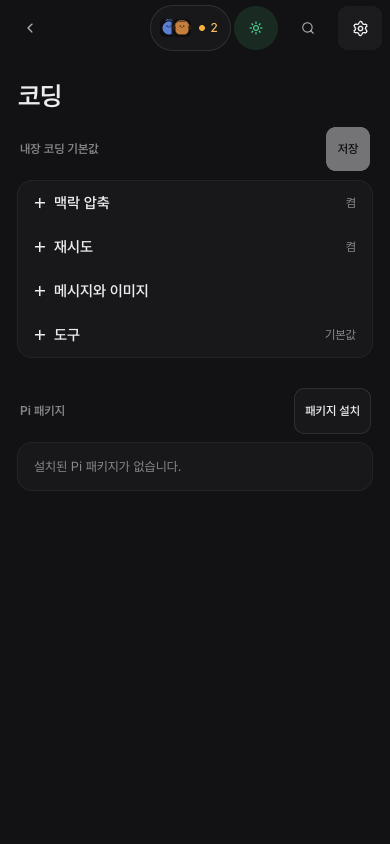 2
코딩
내장 코딩 기본값
저장
맥락 압축
켬
재시도
켬
메시지와 이미지
도구
기본값
Pi 패키지
패키지 설치
설치된 Pi 패키지가 없습니다.